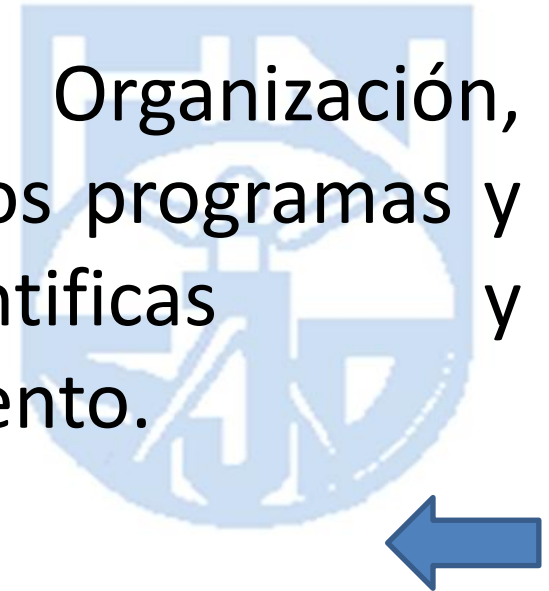 Organización,
os programas y
ntificas y
ento.